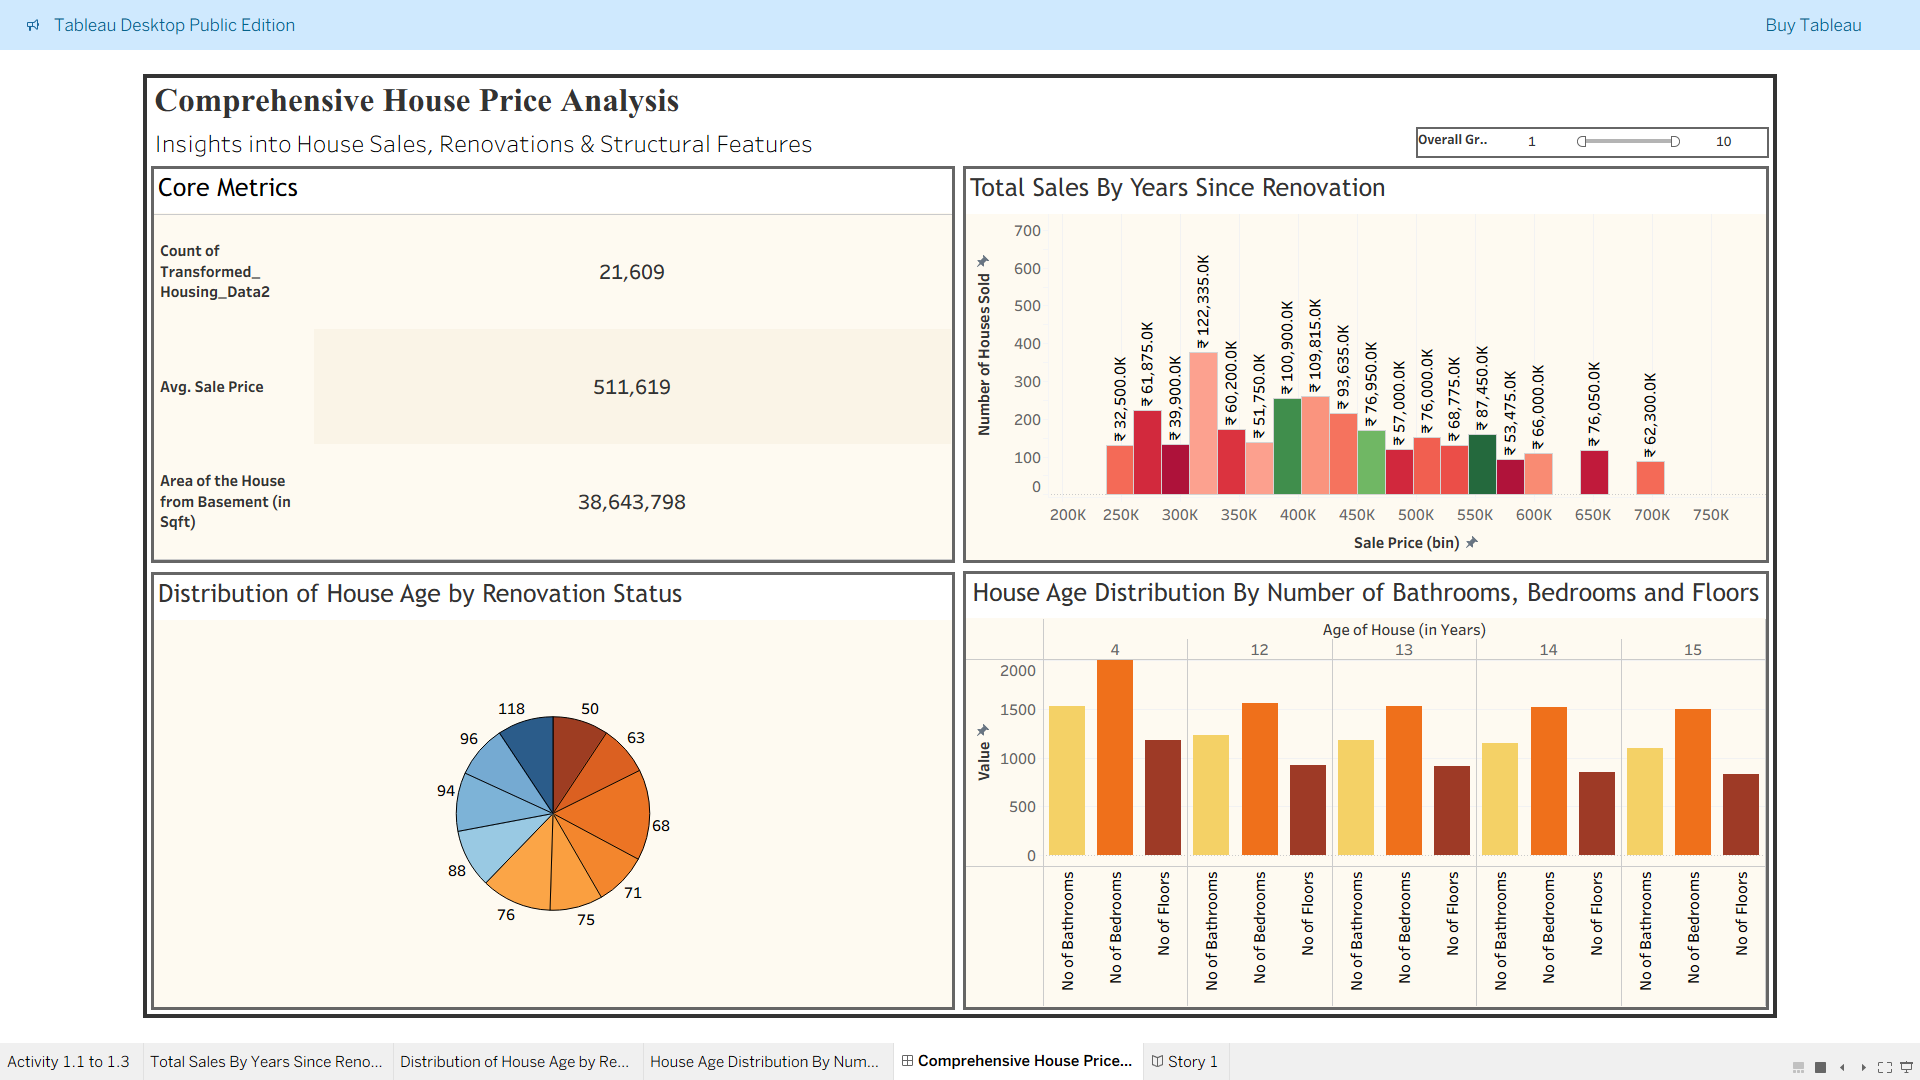 Tableau Desktop Public Edition
Buy Tableau
Comprehensive House Price Analysis
Insights into House Sales, Renovations & Structural Features
Overall Gr..
1
10
Core Metrics
Count of
Transformed_
Housing_Data2
21,609
Avg. Sale Price
511,619
Area of the House
from Basement (in
Sqft)
38,643,798
Total Sales By Years Since Renovation
Number of Houses Sold
700
600
500
400
300
200
100
0
₹ 32,500.0K
₹ 61,875.0K
₹ 39,900.0K
₹ 122,335.0K
₹ 60,200.0K
₹ 51,750.0K
₹ 100,900.0K
₹ 109,815.0K
₹ 93,635.0K
₹ 76,950.0K
₹ 57,000.0K
₹ 76,000.0K
₹ 68,775.0K
₹ 87,450.0K
₹ 53,475.0K
₹ 66,000.0K
₹ 76,050.0K
₹ 62,300.0K
200K 250K 300K 350K 400K 450K 500K 550K 600K 650K 700K 750K
Sale Price (bin)
Distribution of House Age by Renovation Status
118
50
96
63
94
68
88
71
76
75
House Age Distribution By Number of Bathrooms, Bedrooms and Floors
Age of House (in Years)
4 12 13 14 15
Value
2000
1500
1000
500
0
No of Bathrooms
No of Bedrooms
No of Floors
No of Bathrooms
No of Bedrooms
No of Floors
No of Bathrooms
No of Bedrooms
No of Floors
No of Bathrooms
No of Bedrooms
No of Floors
No of Bathrooms
No of Bedrooms
No of Floors
Activity 1.1 to 1.3
Total Sales By Years Since Reno...
Distribution of House Age by Re...
House Age Distribution By Num...
Comprehensive House Price...
Story 1